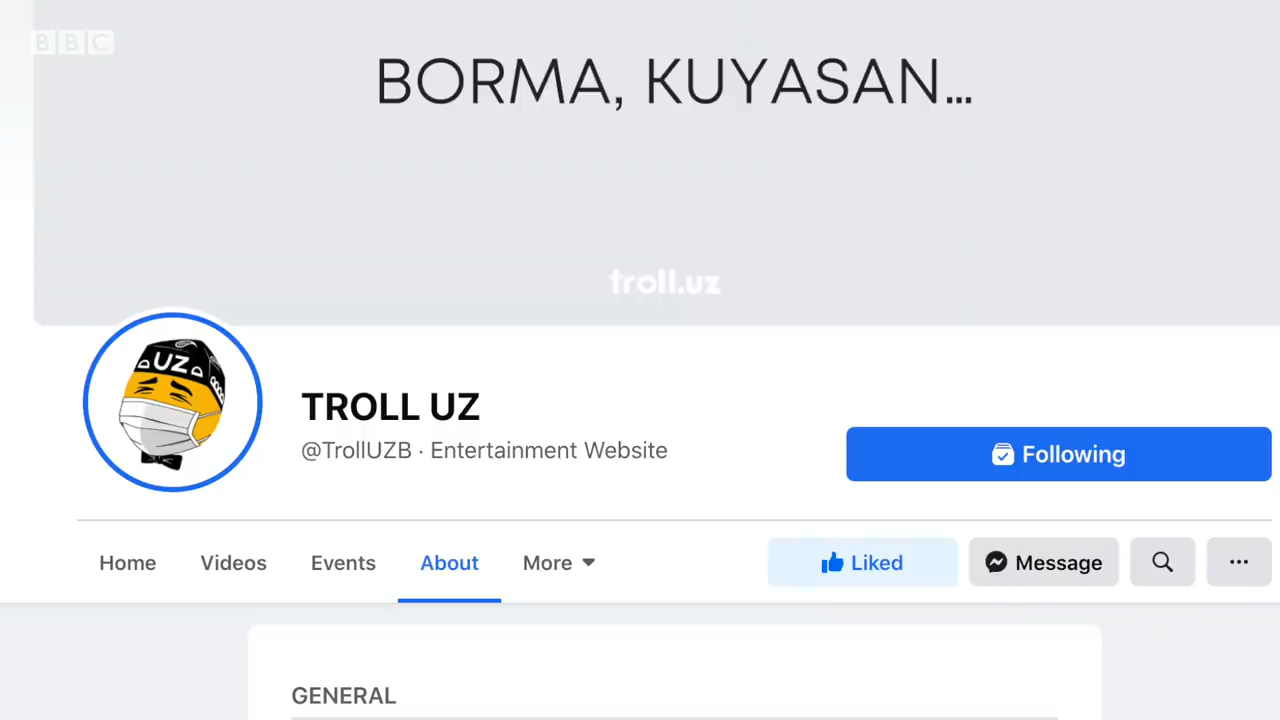 BBC
BORMA, KUYASAN...
troll.uz
UZ
TROLL UZ
@TrollUZB · Entertainment Website
Following
Home Videos Events About More
Liked Message
GENERAL